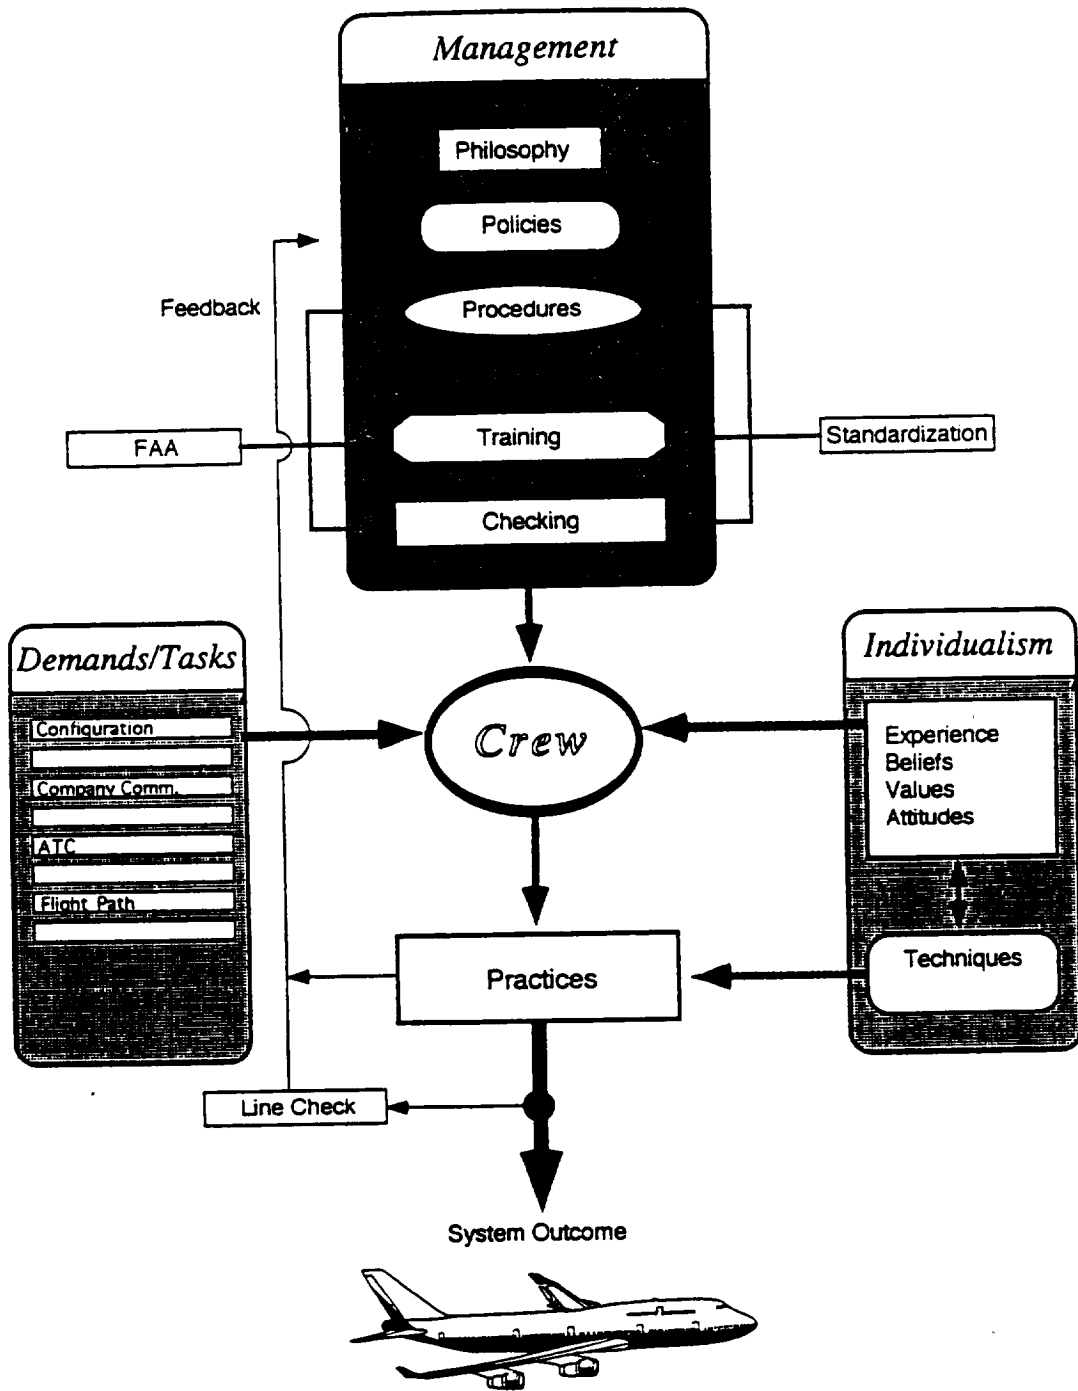 Management
Philosophy
Policies
Procedures
Feedback
Training
FAA
Standardization
Checking
Demands/Tasks
Configuration
Company Comm.
ATC
Flight Path
Individualism
Experience
Beliefs
Values
Attitudes
Techniques
Crew
Practices
Line Check
System Outcome